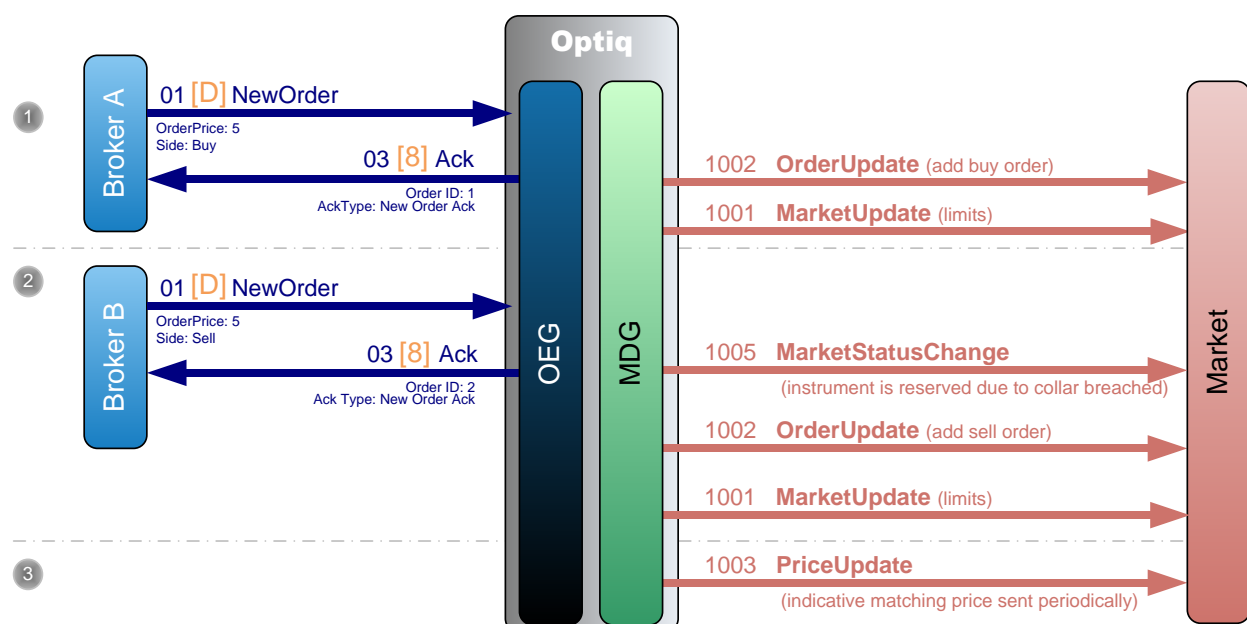 Optiq
1
Broker A
01 [D] NewOrder
OrderPrice: 5
Side: Buy
03 [8] Ack
Order ID: 1
AckType: New Order Ack
1002 OrderUpdate (add buy order)
1001 MarketUpdate (limits)
2
Broker B
01 [D] NewOrder
OrderPrice: 5
Side: Sell
03 [8] Ack
Order ID: 2
Ack Type: New Order Ack
OEG
MDG
1005 MarketStatusChange
(instrument is reserved due to collar breached)
1002 OrderUpdate (add sell order)
1001 MarketUpdate (limits)
Market
3
1003 PriceUpdate
(indicative matching price sent periodically)